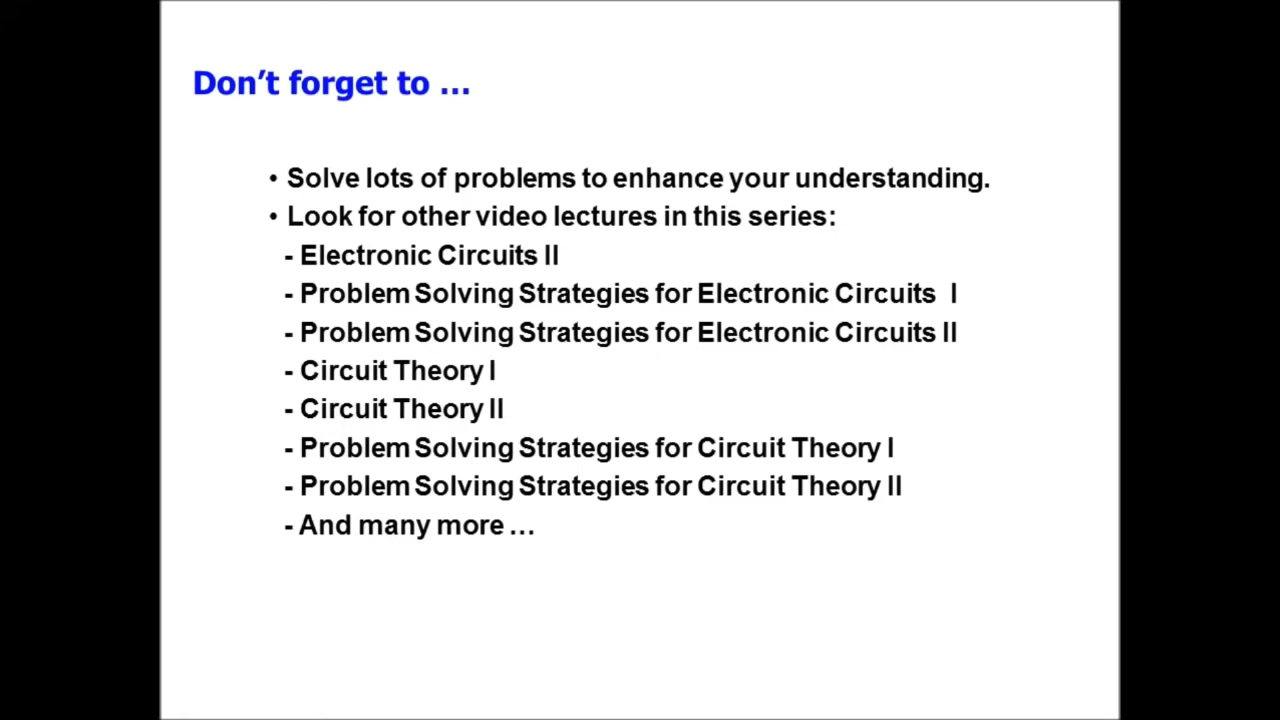 Don’t forget to …
• Solve lots of problems to enhance your understanding.
• Look for other video lectures in this series:
- Electronic Circuits II
- Problem Solving Strategies for Electronic Circuits I
- Problem Solving Strategies for Electronic Circuits II
- Circuit Theory I
- Circuit Theory II
- Problem Solving Strategies for Circuit Theory I
- Problem Solving Strategies for Circuit Theory II
- And many more …